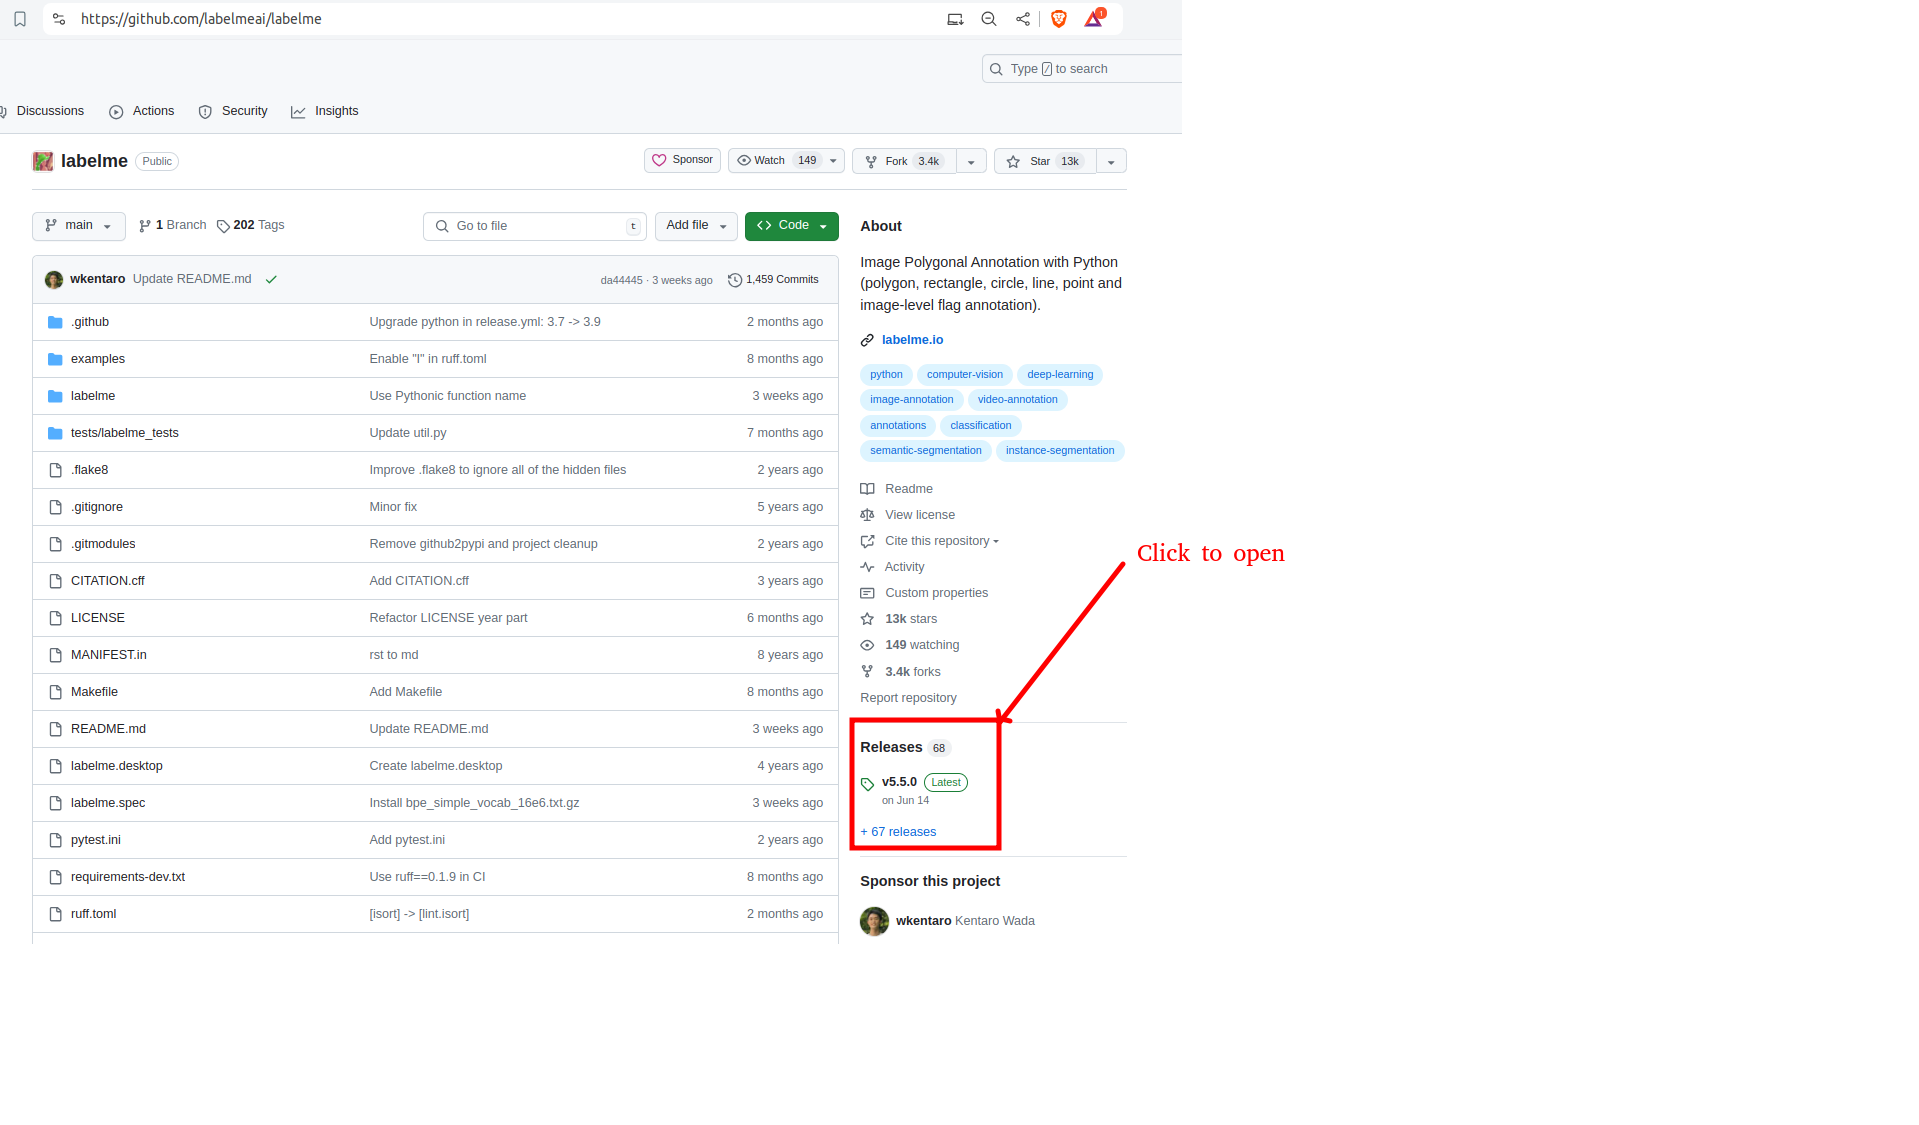 https://github.com/labelmeai/labelme
1
Type / to search
Discussions Actions Security Insights
labelme Public
Sponsor Watch 149 Fork 3.4k Star 13k
main 1 Branch 202 Tags Go to file t Add file Code
wkentaro Update README.md da44445 · 3 weeks ago 1,459 Commits
.github Upgrade python in release.yml: 3.7 -> 3.9 2 months ago
examples Enable "I" in ruff.toml 8 months ago
labelme Use Pythonic function name 3 weeks ago
tests/labelme_tests Update util.py 7 months ago
.flake8 Improve .flake8 to ignore all of the hidden files 2 years ago
.gitignore Minor fix 5 years ago
.gitmodules Remove github2pypi and project cleanup 2 years ago
CITATION.cff Add CITATION.cff 3 years ago
LICENSE Refactor LICENSE year part 6 months ago
MANIFEST.in rst to md 8 years ago
Makefile Add Makefile 8 months ago
README.md Update README.md 3 weeks ago
labelme.desktop Create labelme.desktop 4 years ago
labelme.spec Install bpe_simple_vocab_16e6.txt.gz 3 weeks ago
pytest.ini Add pytest.ini 2 years ago
requirements-dev.txt Use ruff==0.1.9 in CI 8 months ago
ruff.toml [isort] -> [lint.isort] 2 months ago
About
Image Polygonal Annotation with Python
(polygon, rectangle, circle, line, point and
image-level flag annotation).
labelme.io
python computer-vision deep-learning
image-annotation video-annotation
annotations classification
semantic-segmentation instance-segmentation
Readme
View license
Cite this repository
Activity
Custom properties
13k stars
149 watching
3.4k forks
Report repository
Click to open
Releases 68
v5.5.0 Latest
on Jun 14
+ 67 releases
Sponsor this project
wkentaro Kentaro Wada